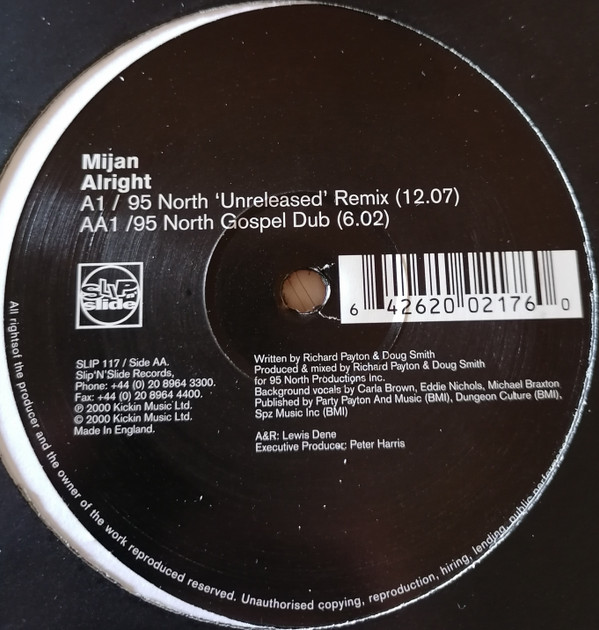 Mijan
Alright
A1 / 95 North ‘Unreleased’ Remix (12.07)
AA1 /95 North Gospel Dub (6.02)
SLIP
slide
6 42620 02176 0
SLIP 117 / Side AA.
Slip'N'Slide Records,
Phone: +44 (0) 20 8964 3300.
Fax: +44 (0) 20 8964 4400.
℗ 2000 Kickin Music Ltd.
© 2000 Kickin Music Ltd.
Made In England.
Written by Richard Payton & Doug Smith
Produced & mixed by Richard Payton & Doug Smith
for 95 North Productions Inc.
Background vocals by Carla Brown, Eddie Nichols, Michael Braxton
Published by Party Payton And Music (BMI), Dungeon Culture (BMI),
Spz Music Inc (BMI)
A&R: Lewis Dene
Executive Producer: Peter Harris
All rightsof the producer and the owner of the work reproduced reserved. Unauthorised copying, reproduction, hiring, lending, public